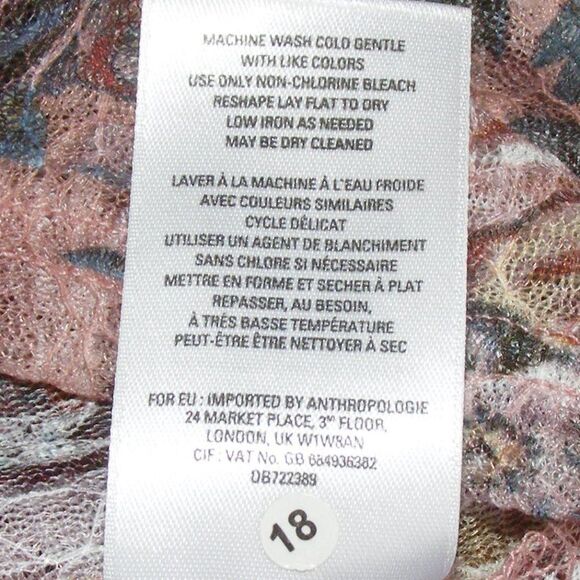 MACHINE WASH COLD GENTLE
WITH LIKE COLORS
USE ONLY NON-CHLORINE BLEACH
RESHAPE LAY FLAT TO DRY
LOW IRON AS NEEDED
MAY BE DRY CLEANED
LAVER À LA MACHINE À L'EAU FROIDE
AVEC COULEURS SIMILAIRES
CYCLE DÉLICAT
UTILISER UN AGENT DE BLANCHIMENT
SANS CHLORE SI NÉCESSAIRE
METTRE EN FORME ET SECHER À PLAT
REPASSER, AU BESOIN,
À TRÈS BASSE TEMPÉRATURE
PEUT-ÊTRE ÊTRE NETTOYER À SEC
FOR EU : IMPORTED BY ANTHROPOLOGIE
24 MARKET PLACE, 3RD FLOOR,
LONDON, UK W1W8AN
CIF : VAT No. GB 684936382
OB722389
18